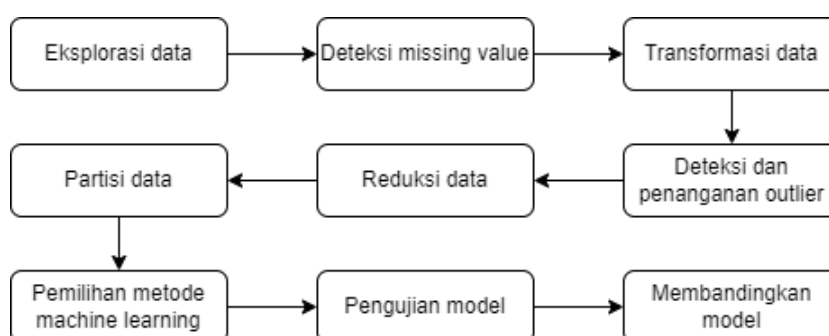 Eksplorasi data
Deteksi missing value
Transformasi data
Deteksi dan
penanganan outlier
Reduksi data
Partisi data
Pemilihan metode
machine learning
Pengujian model
Membandingkan
model